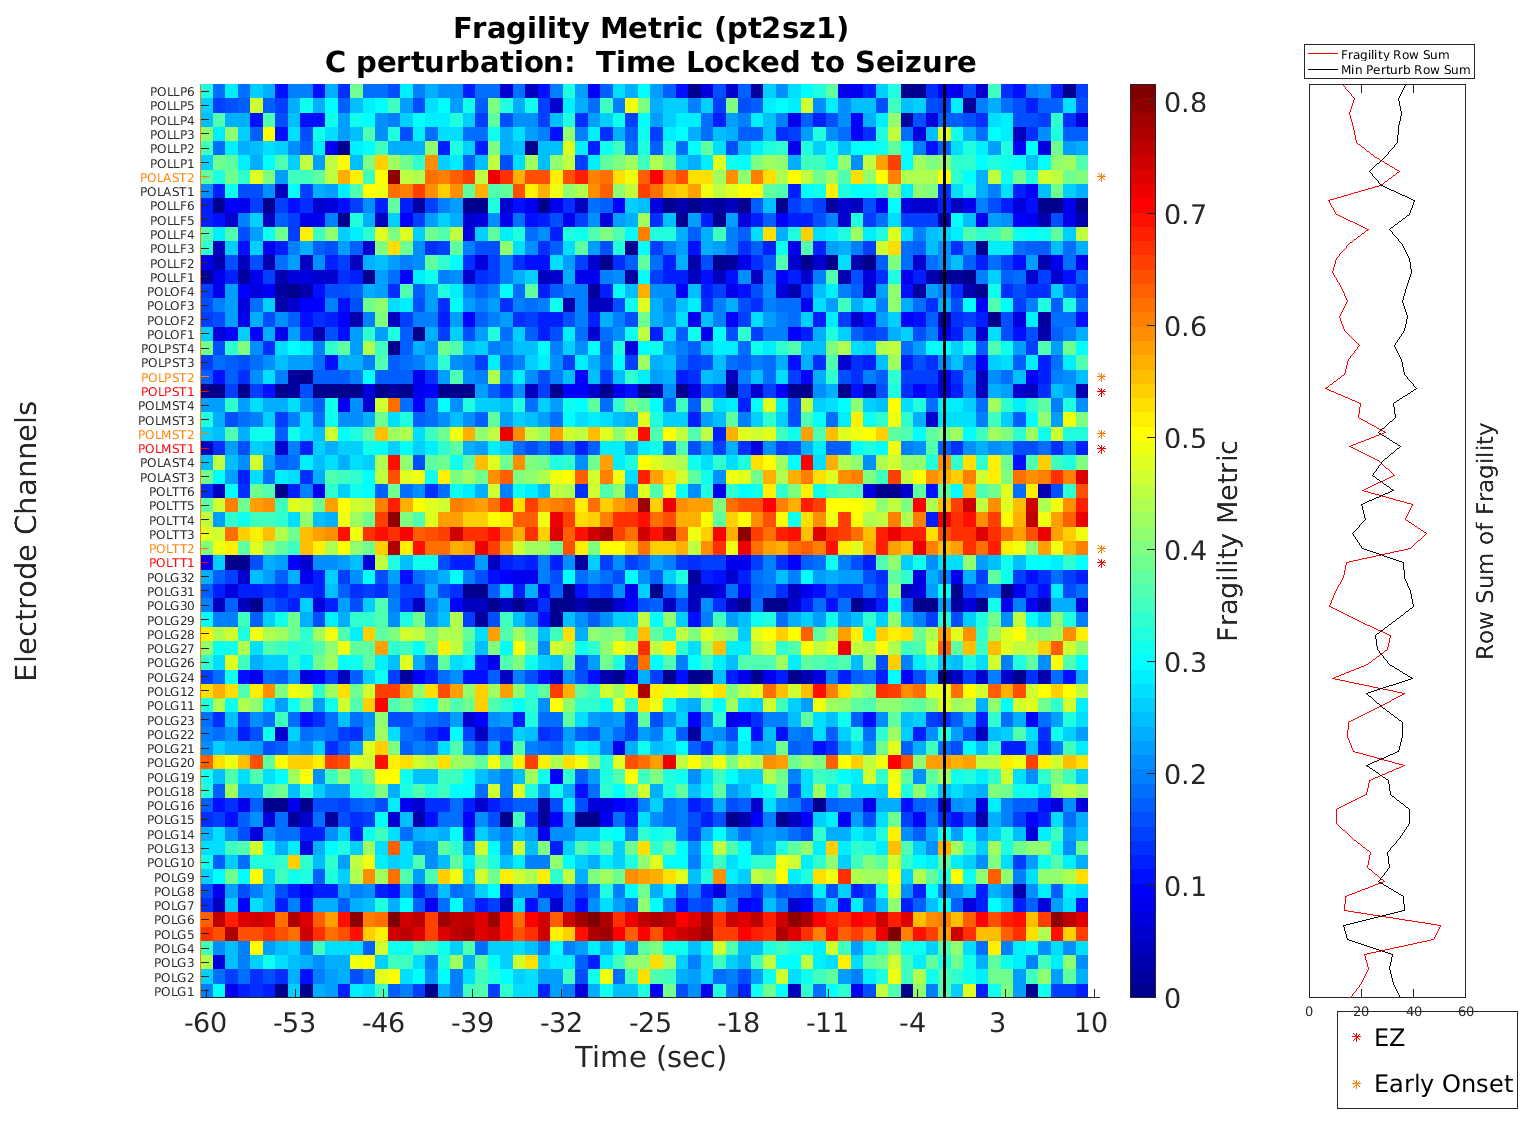 Fragility Metric (pt2sz1)
C perturbation:  Time Locked to Seizure
Electrode Channels
POLLP6
POLLP5
POLLP4
POLLP3
POLLP2
POLLP1
POLAST2
POLAST1
POLLF6
POLLF5
POLLF4
POLLF3
POLLF2
POLLF1
POLOF4
POLOF3
POLOF2
POLOF1
POLPST4
POLPST3
POLPST2
POLPST1
POLMST4
POLMST3
POLMST2
POLMST1
POLAST4
POLAST3
POLTT6
POLTT5
POLTT4
POLTT3
POLTT2
POLTT1
POLG32
POLG31
POLG30
POLG29
POLG28
POLG27
POLG26
POLG24
POLG12
POLG11
POLG23
POLG22
POLG21
POLG20
POLG19
POLG18
POLG16
POLG15
POLG14
POLG13
POLG10
POLG9
POLG8
POLG7
POLG6
POLG5
POLG4
POLG3
POLG2
POLG1
-60 -53 -46 -39 -32 -25 -18 -11 -4 3 10
Time (sec)
0.8
0.7
0.6
0.5
0.4
0.3
0.2
0.1
0
Fragility Metric
Fragility Row Sum
Min Perturb Row Sum
0 20 40 60
Row Sum of Fragility
EZ
Early Onset